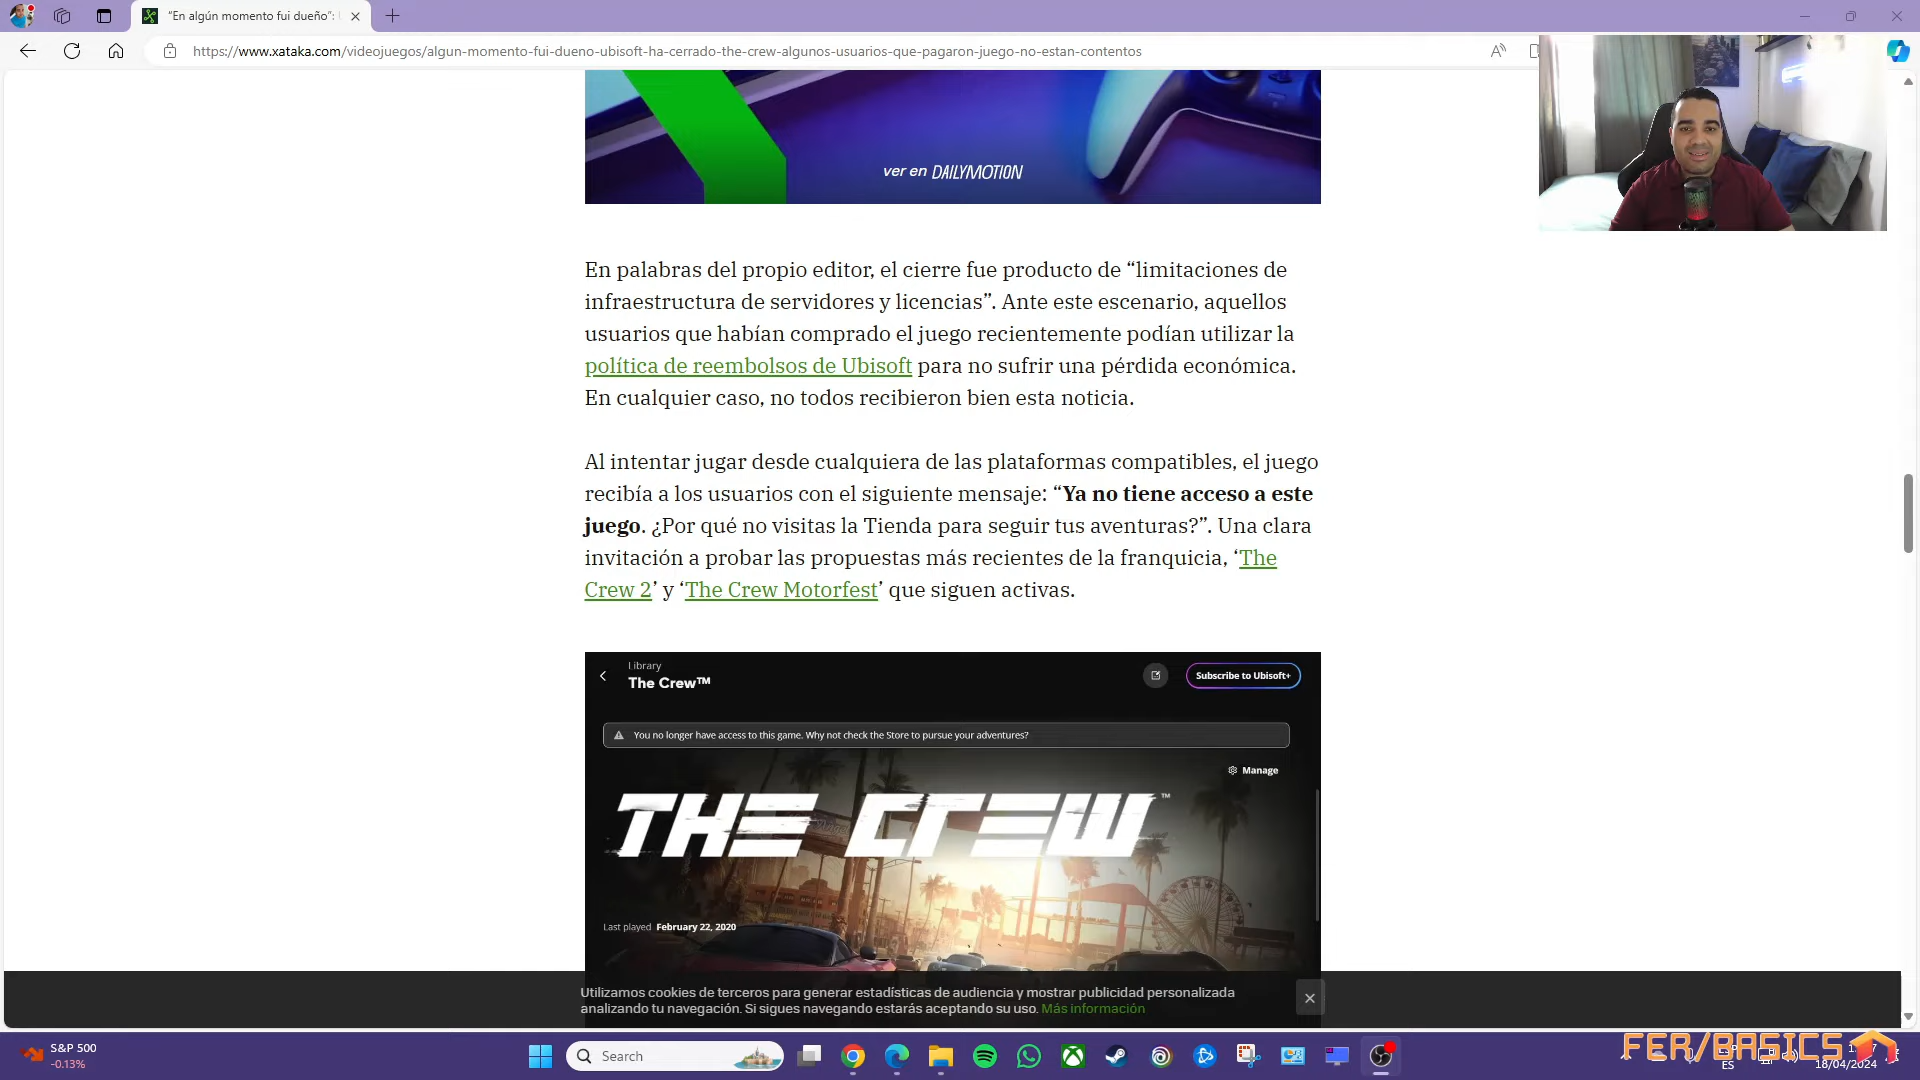 “En algún momento fui dueño”:
https://www.xataka.com/videojuegos/algun-momento-fui-dueno-ubisoft-ha-cerrado-the-crew-algunos-usuarios-que-pagaron-juego-no-estan-contentos
ver en DAILYMOTION
En palabras del propio editor, el cierre fue producto de “limitaciones de
infraestructura de servidores y licencias”. Ante este escenario, aquellos
usuarios que habían comprado el juego recientemente podían utilizar la
política de reembolsos de Ubisoft para no sufrir una pérdida económica.
En cualquier caso, no todos recibieron bien esta noticia.
Al intentar jugar desde cualquiera de las plataformas compatibles, el juego
recibía a los usuarios con el siguiente mensaje: “Ya no tiene acceso a este
juego. ¿Por qué no visitas la Tienda para seguir tus aventuras?”. Una clara
invitación a probar las propuestas más recientes de la franquicia, ‘The
Crew 2’ y ‘The Crew Motorfest’ que siguen activas.
Library
The Crew™
Subscribe to Ubisoft+
You no longer have access to this game. Why not check the Store to pursue your adventures?
Manage
THE CREW™
Last played February 22, 2020
Utilizamos cookies de terceros para generar estadísticas de audiencia y mostrar publicidad personalizada
analizando tu navegación. Si sigues navegando estarás aceptando su uso. Más información
S&P 500
-0.13%
Search
FER/BASICS
ES
18/04/2024